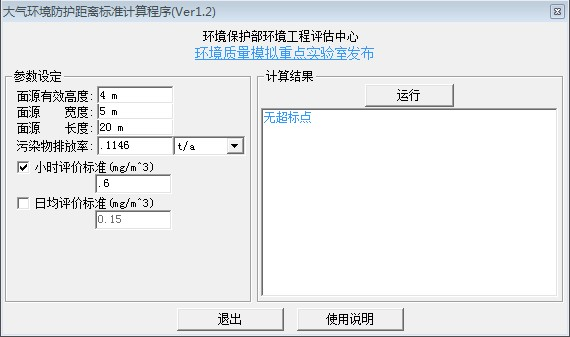 大气环境防护距离标准计算程序(Ver1.2)
环境保护部环境工程评估中心
环境质量模拟重点实验室发布
参数设定
面源有效高度: 4 m
面源 宽度: 5 m
面源 长度: 20 m
污染物排放率: .1146 t/a
小时评价标准(mg/m^3)
.6
日均评价标准(mg/m^3)
0.15
计算结果
运行
无超标点
退出 使用说明